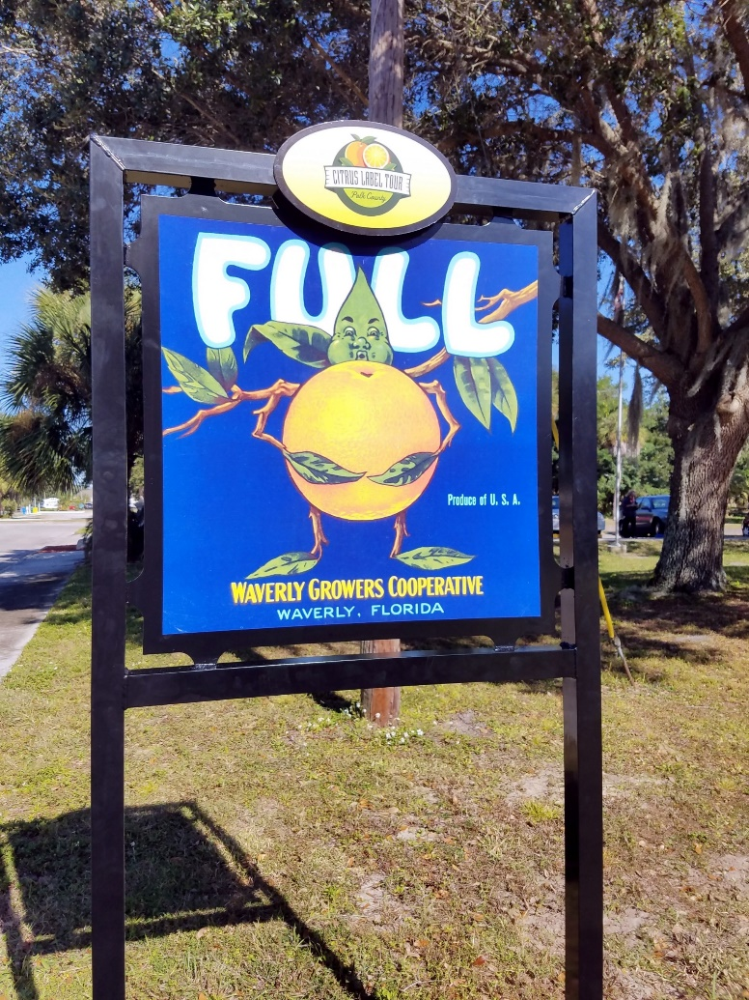 CITRUS LABEL TOUR
Polk County
FULL
Produce of U. S. A.
WAVERLY GROWERS COOPERATIVE
WAVERLY, FLORIDA